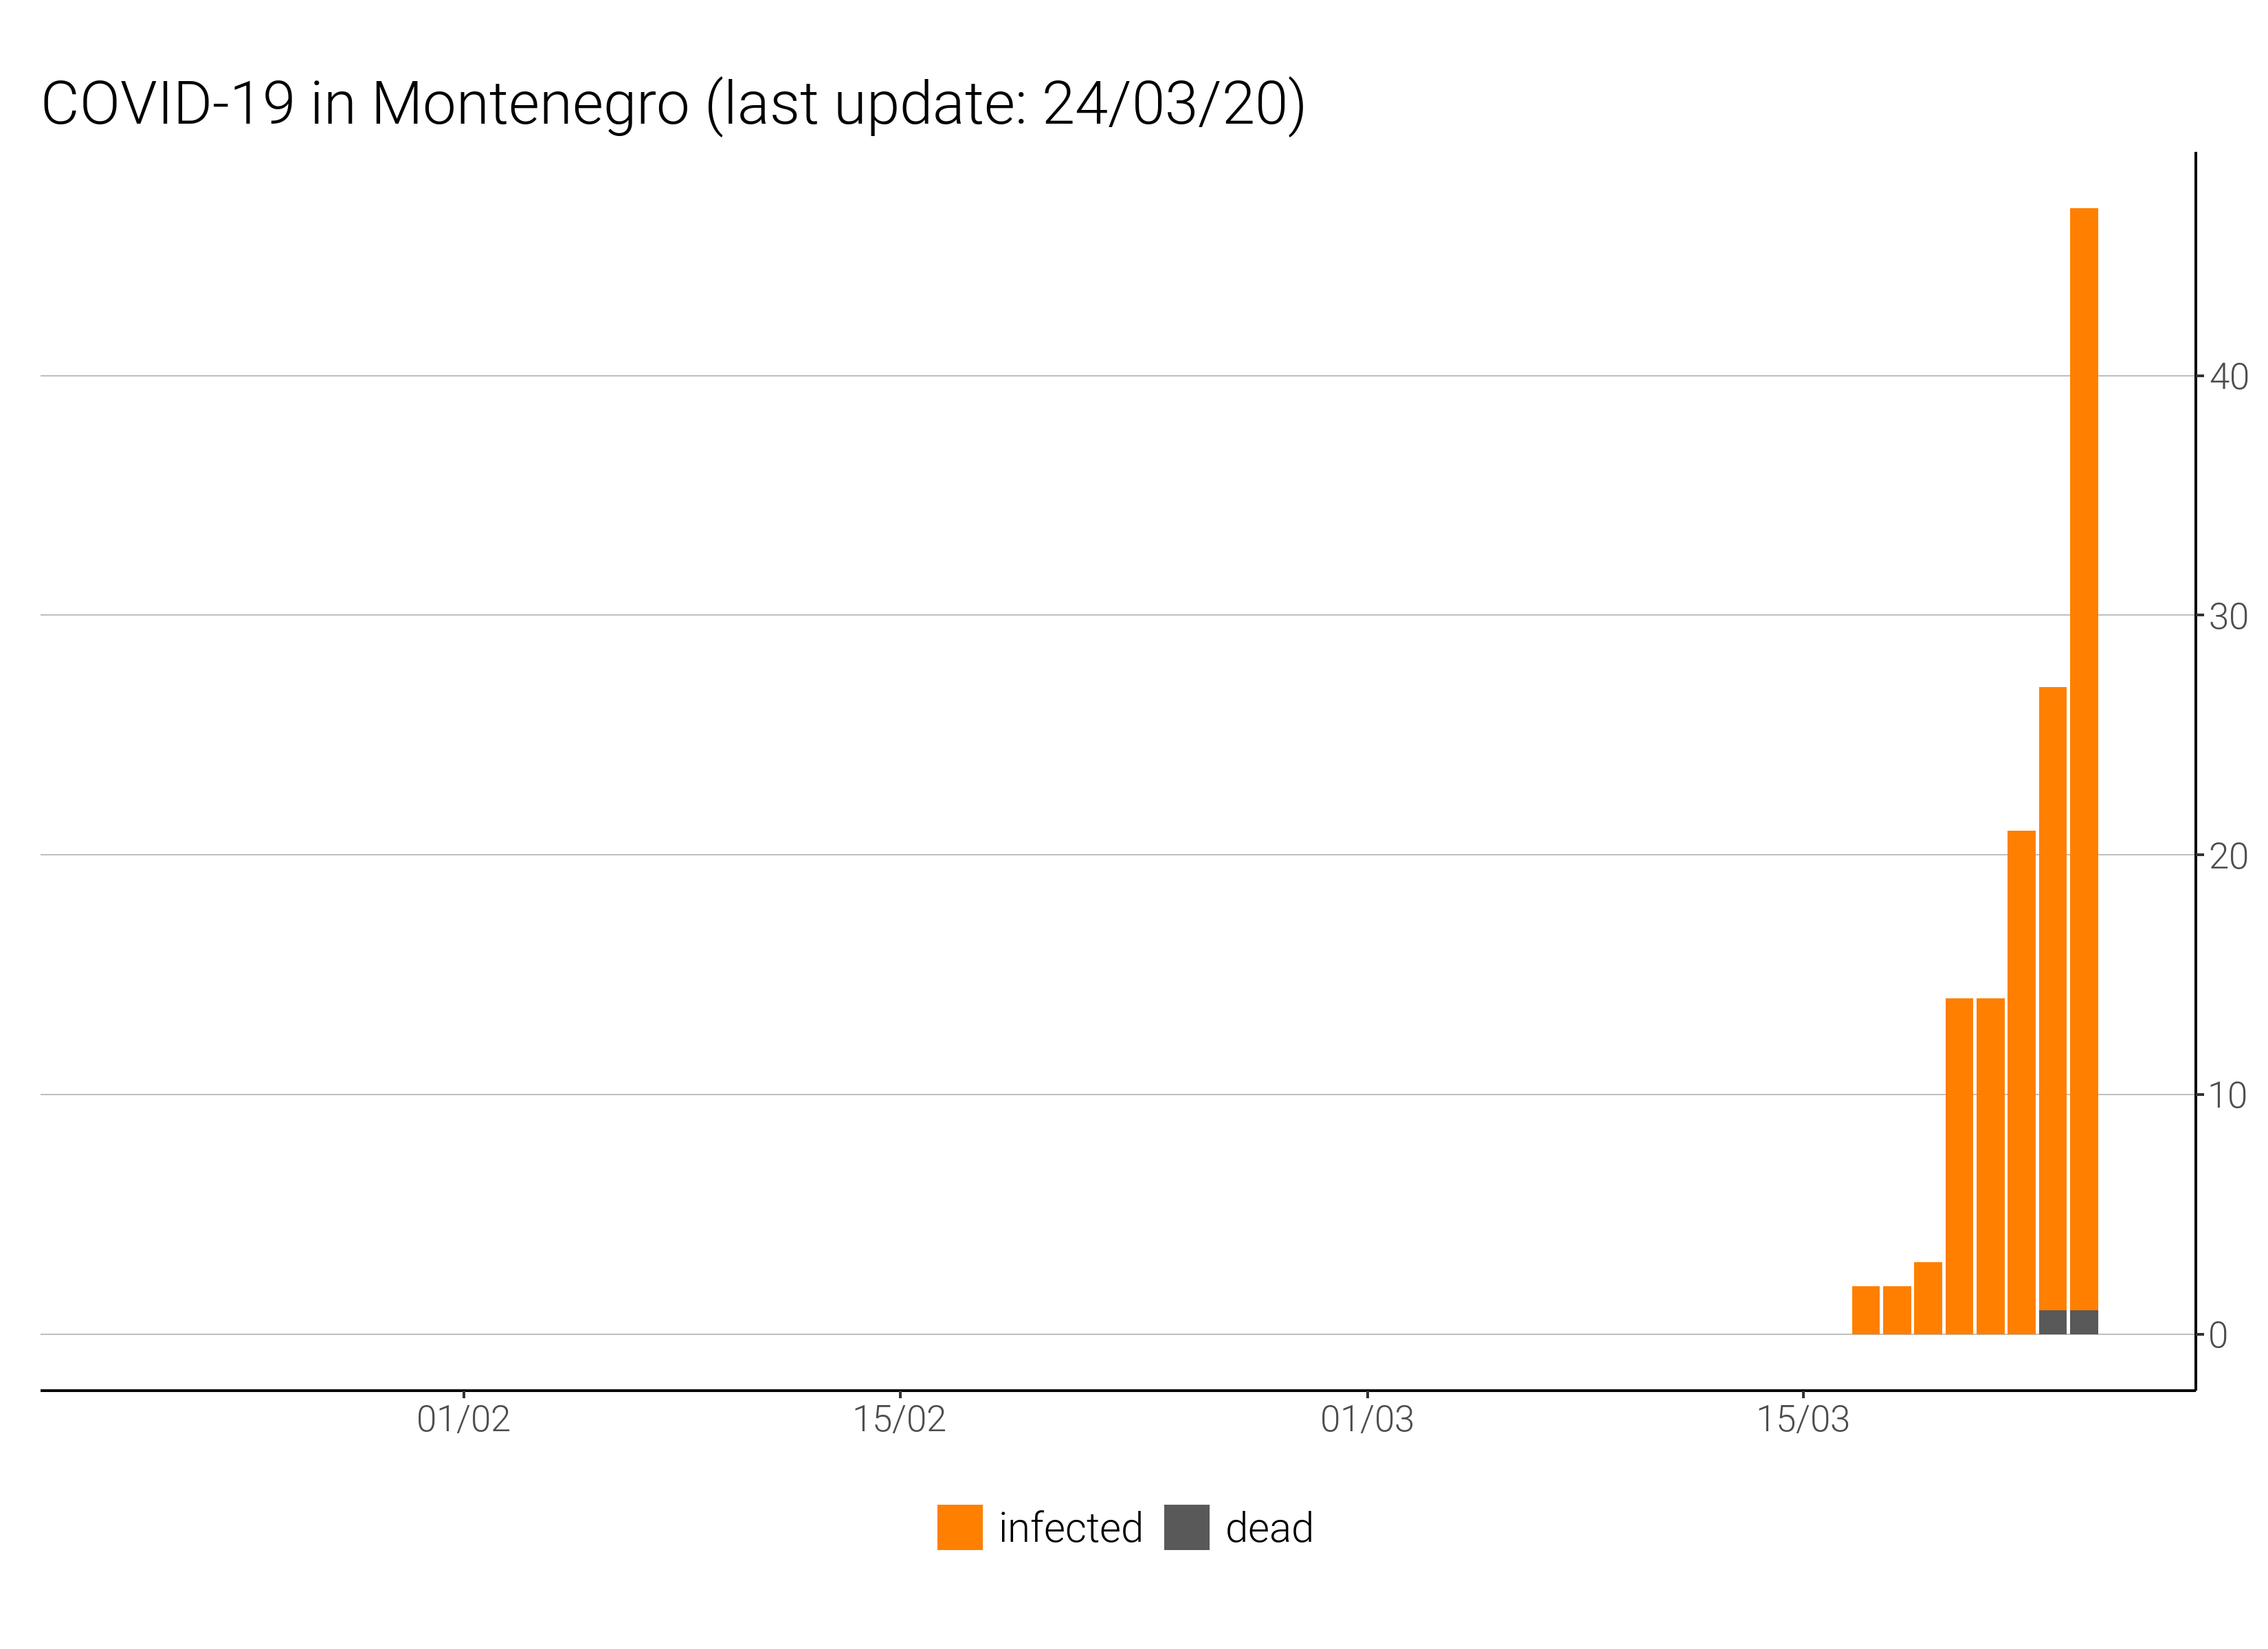 COVID-19 in Montenegro (last update: 24/03/20)
40
30
20
10
0
01/02 15/02 01/03 15/03
infected dead